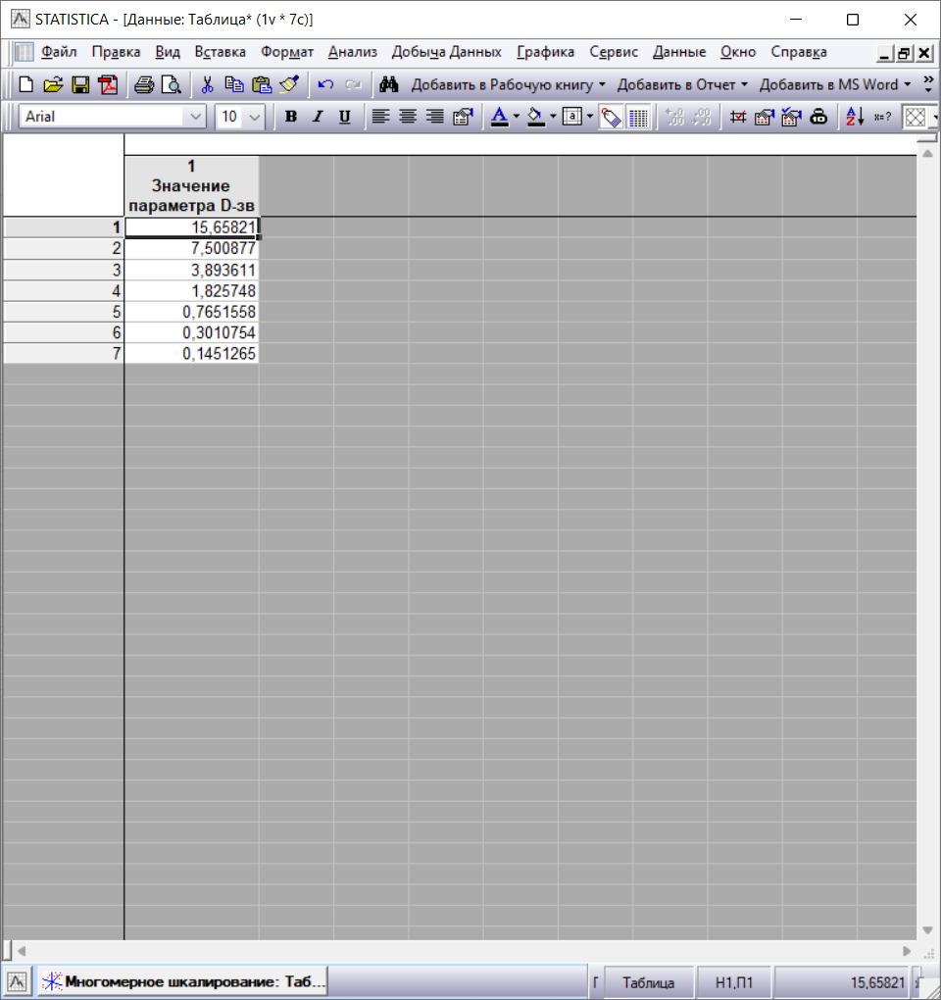 STATISTICA - [Данные: Таблица* (1v * 7c)]
Файл Правка Вид Вставка Формат Анализ Добыча Данных Графика Сервис Данные Окно Справка
Добавить в Рабочую книгу Добавить в Отчет Добавить в MS Word
Arial 10 B I U
1
Значение
параметра D-зв
1 15,65821
2 7,500877
3 3,893611
4 1,825748
5 0,7651558
6 0,3010754
7 0,1451265
Многомерное шкалирование: Таб... Таблица Н1,П1 15,65821